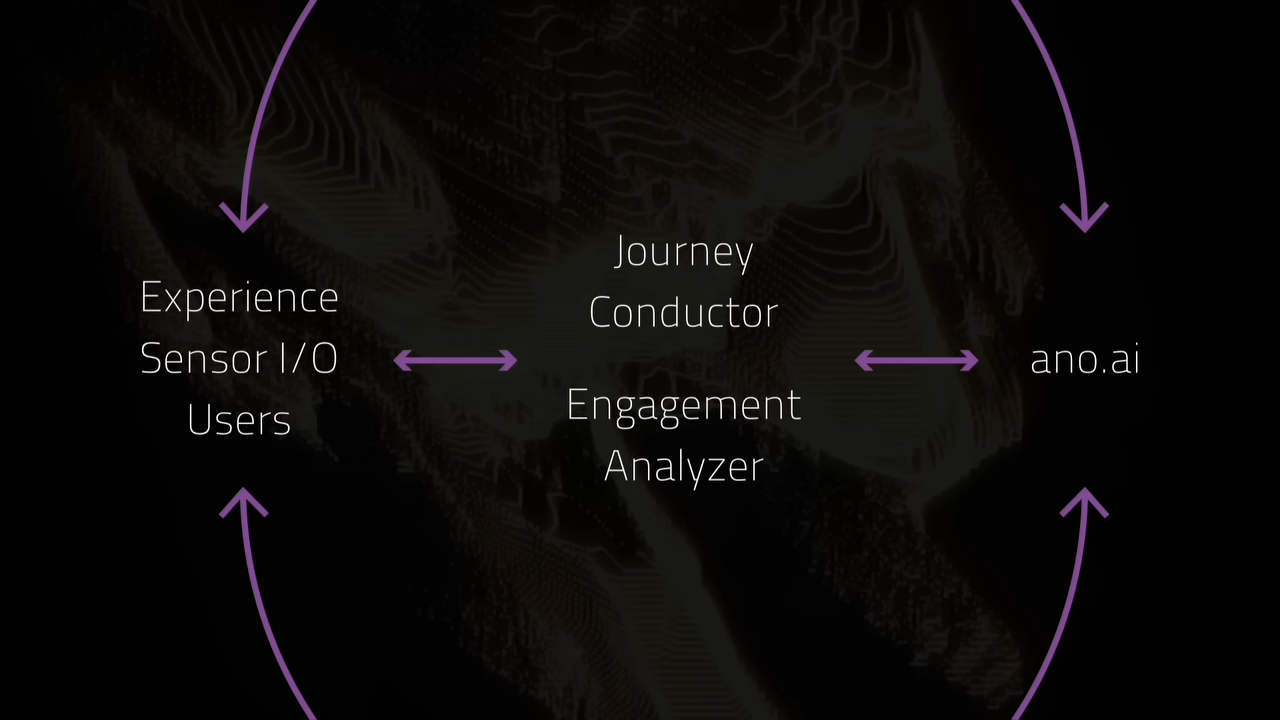 Experience
Sensor I/O
Users
Journey
Conductor
Engagement
Analyzer
ano.ai